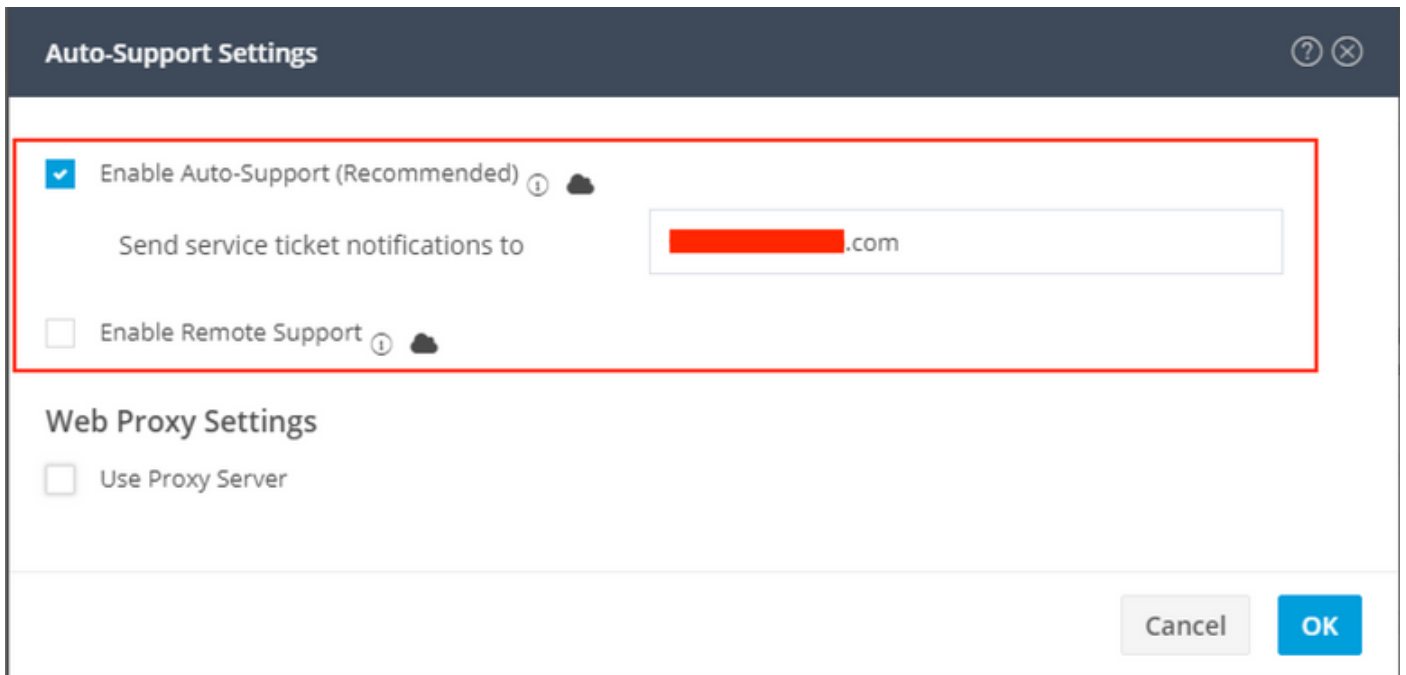 Auto-Support Settings
Enable Auto-Support (Recommended)
Send service ticket notifications to
.com
Enable Remote Support
Web Proxy Settings
Use Proxy Server
Cancel
OK